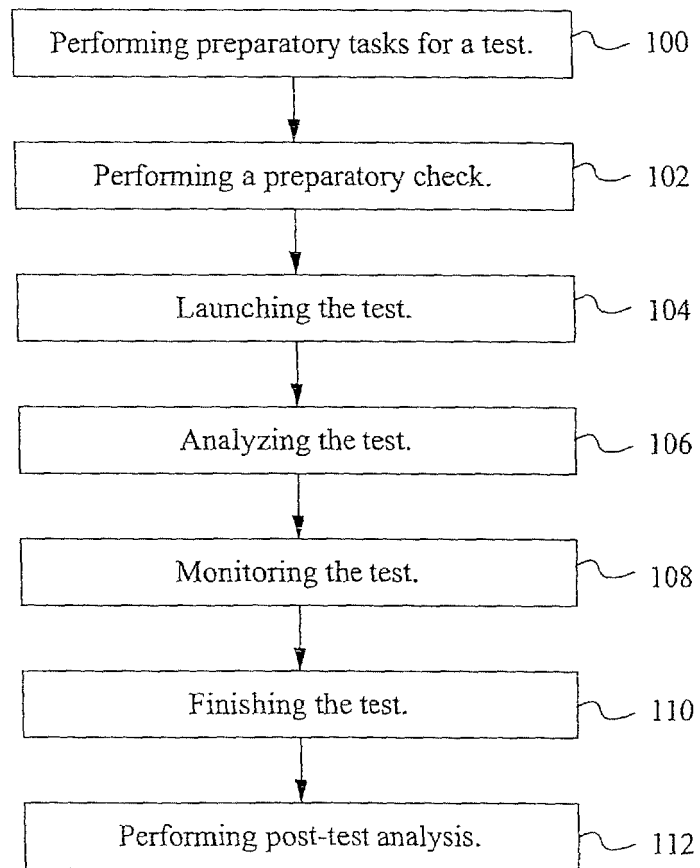 Performing preparatory tasks for a test. 100
Performing a preparatory check. 102
Launching the test. 104
Analyzing the test. 106
Monitoring the test. 108
Finishing the test. 110
Performing post-test analysis. 112